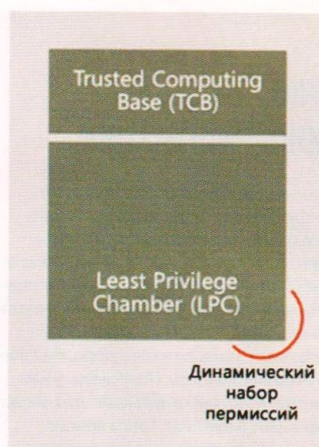 Trusted Computing
Base (TCB)
Least Privilege
Chamber (LPC)
Динамический
набор
пермиссий